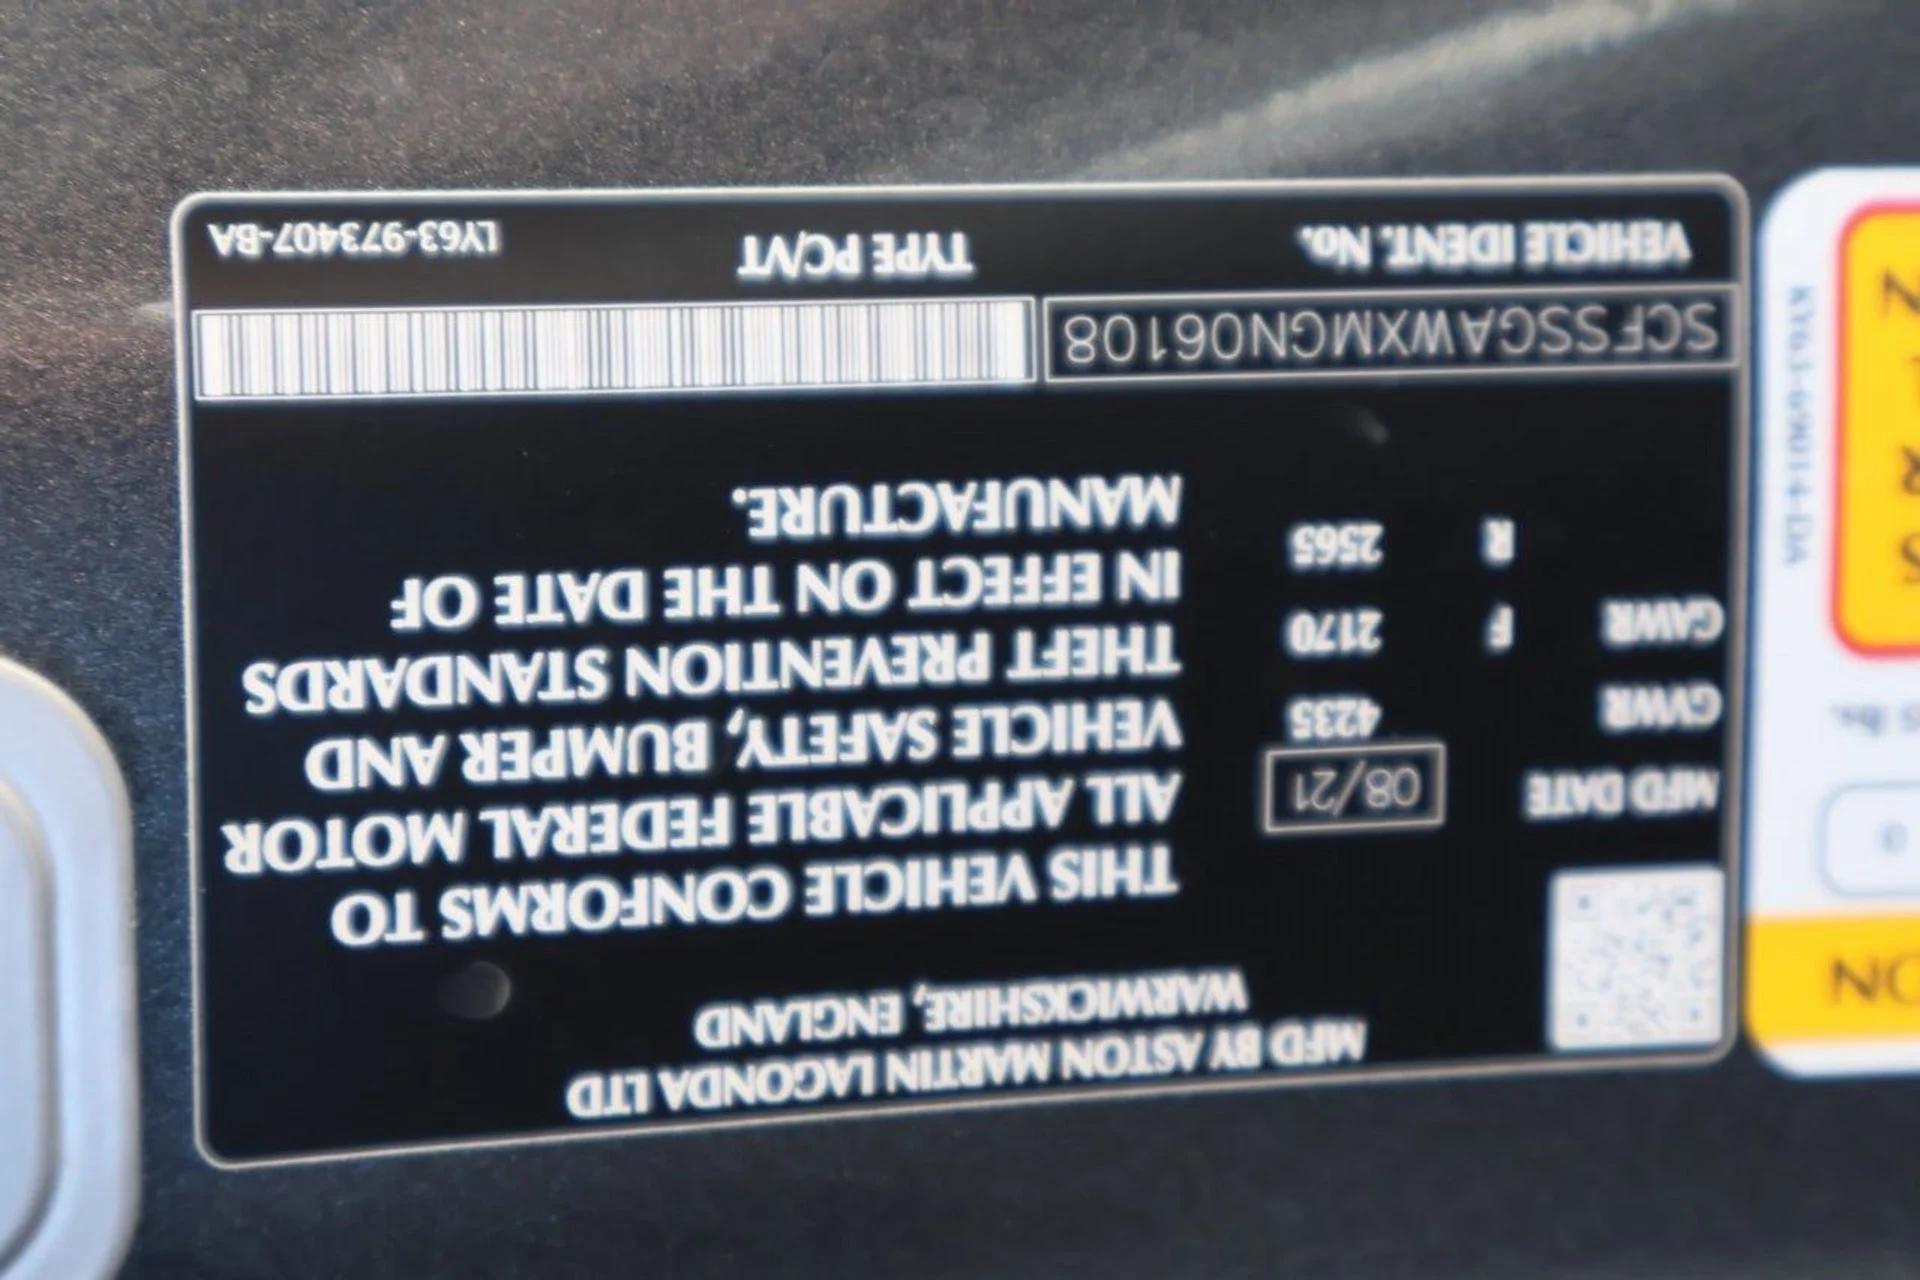 MFD BY ASTON MARTIN LAGONDA LTD
WARWICKSHIRE, ENGLAND
THIS VEHICLE CONFORMS TO
ALL APPLICABLE FEDERAL MOTOR
VEHICLE SAFETY, BUMPER AND
THEFT PREVENTION STANDARDS
IN EFFECT ON THE DATE OF
MANUFACTURE.
MFD DATE 08/21
GVWR 4235
GAWR F 2170
R 2565
SCFSSGAWXMGN06108
VEHICLE IDENT. No. TYPE PC/VT LY63-973407-BA